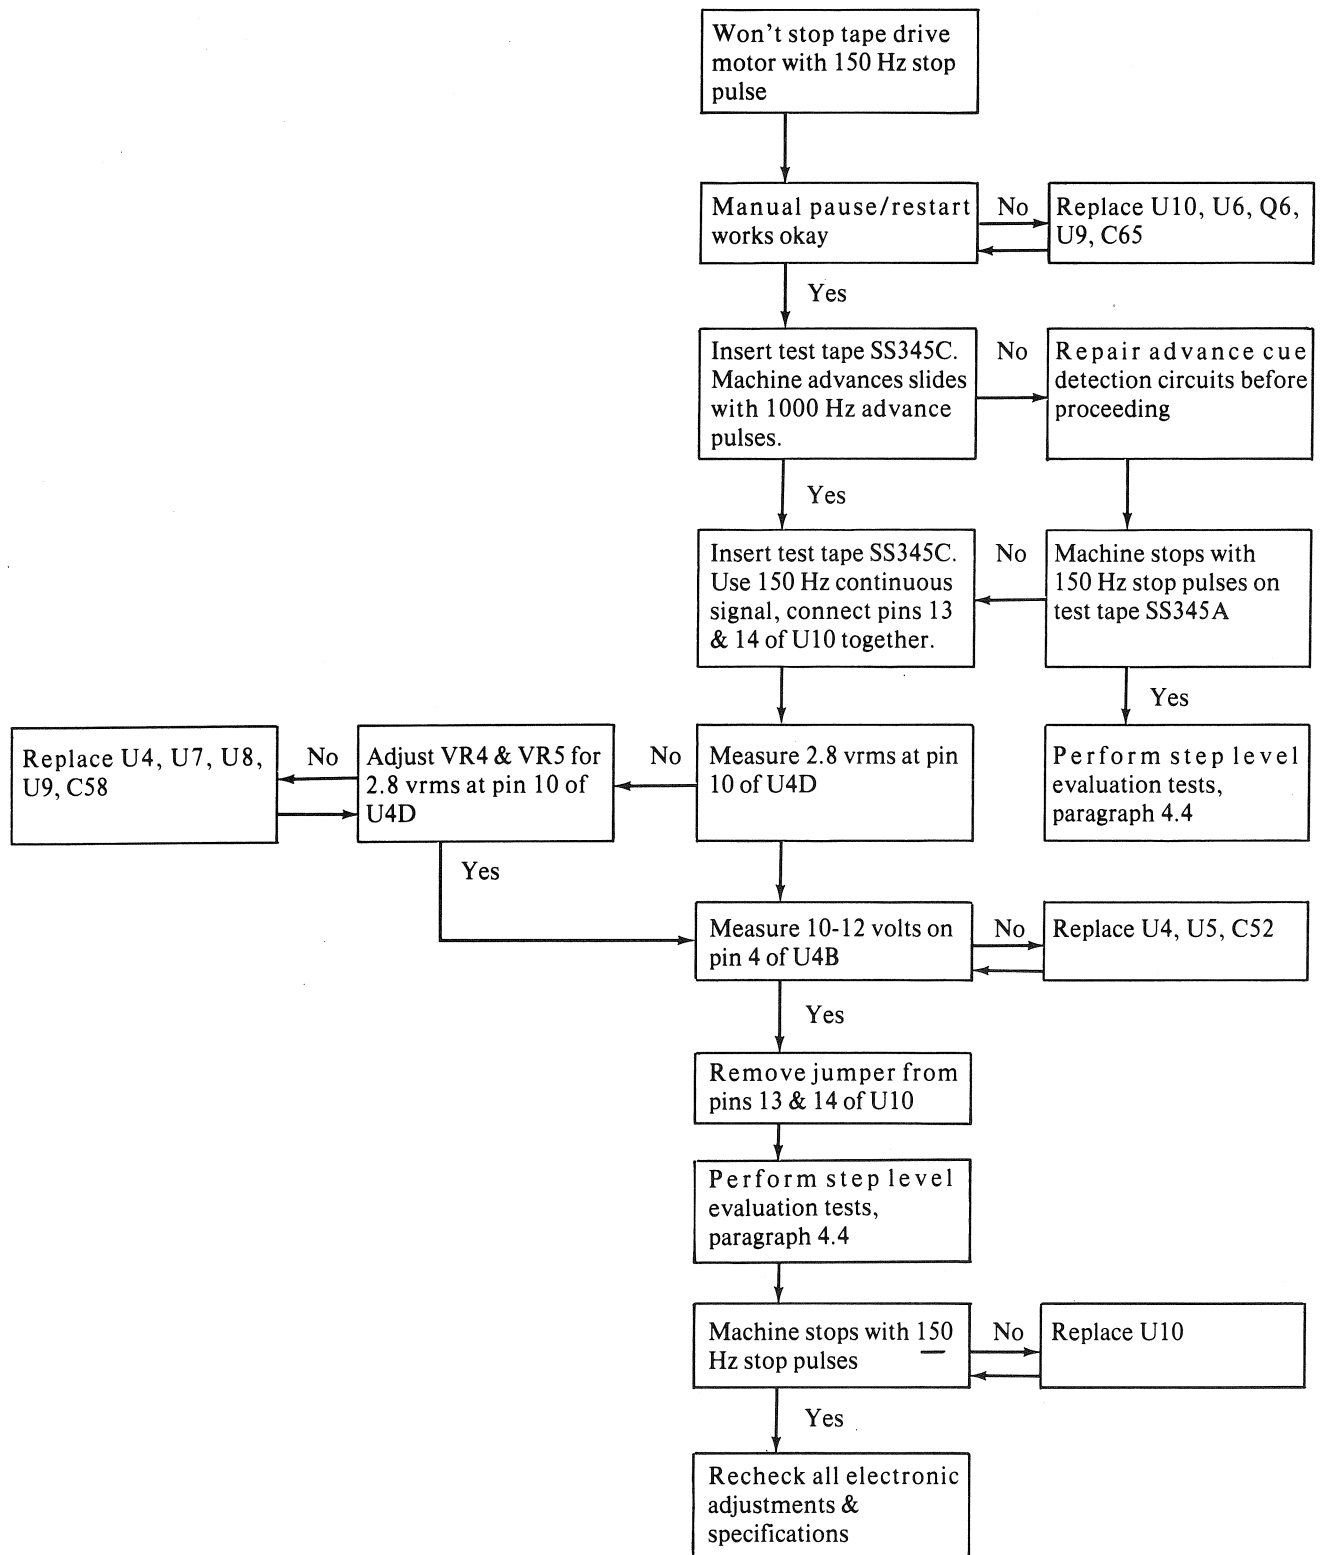 Won't stop tape drive
motor with 150 Hz stop
pulse
Manual pause/restart
works okay
No
Replace U10, U6, Q6,
U9, C65
Yes
Insert test tape SS345C.
Machine advances slides
with 1000 Hz advance
pulses.
No
Repair advance cue
detection circuits before
proceeding
Yes
Insert test tape SS345C.
Use 150 Hz continuous
signal, connect pins 13
& 14 of U10 together.
No
Machine stops with
150 Hz stop pulses on
test tape SS345A
Yes
Replace U4, U7, U8,
U9, C58
No
Adjust VR4 & VR5 for
2.8 vrms at pin 10 of
U4D
No
Measure 2.8 vrms at pin
10 of U4D
Perform step level
evaluation tests,
paragraph 4.4
Yes
Measure 10-12 volts on
pin 4 of U4B
No
Replace U4, U5, C52
Yes
Remove jumper from
pins 13 & 14 of U10
Perform step level
evaluation tests,
paragraph 4.4
Machine stops with 150
Hz stop pulses
No
Replace U10
Yes
Recheck all electronic
adjustments &
specifications